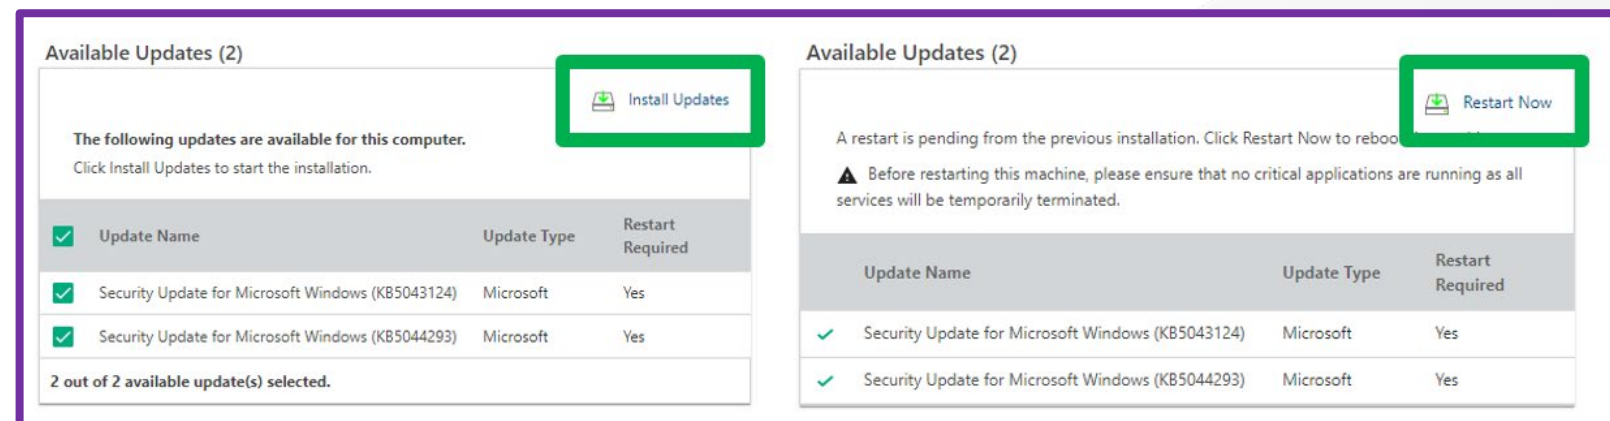 Available Updates (2)
Install Updates
The following updates are available for this computer.
Click Install Updates to start the installation.
Update Name Update Type Restart Required
Security Update for Microsoft Windows (KB5043124) Microsoft Yes
Security Update for Microsoft Windows (KB5044293) Microsoft Yes
2 out of 2 available update(s) selected.
Available Updates (2)
Restart Now
A restart is pending from the previous installation. Click Restart Now to reboo
Before restarting this machine, please ensure that no critical applications are running as all
services will be temporarily terminated.
Update Name Update Type Restart Required
Security Update for Microsoft Windows (KB5043124) Microsoft Yes
Security Update for Microsoft Windows (KB5044293) Microsoft Yes